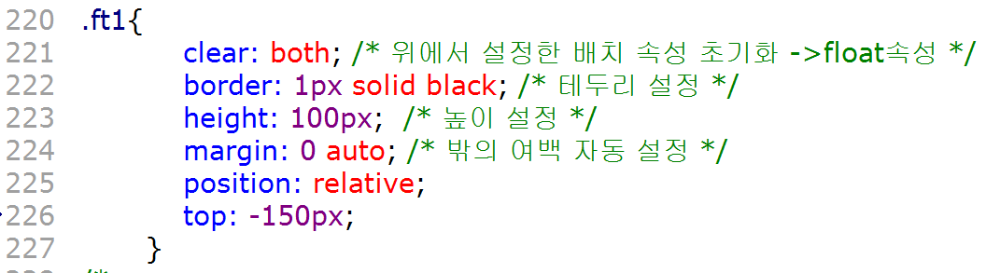 220 .ft1{
221 clear: both; /* 위에서 설정한 배치 속성 초기화 ->float속성 */
222 border: 1px solid black; /* 테두리 설정 */
223 height: 100px; /* 높이 설정 */
224 margin: 0 auto; /* 밖의 여백 자동 설정 */
225 position: relative;
226 top: -150px;
227 }